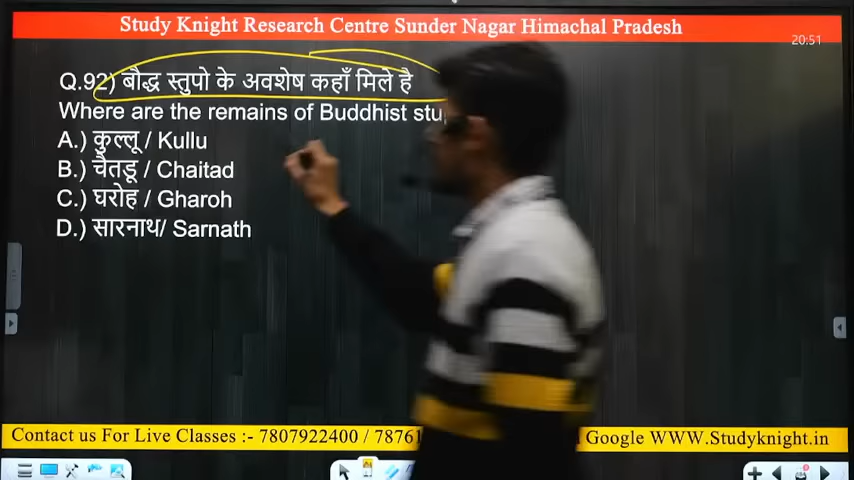 Study Knight Research Centre Sunder Nagar Himachal Pradesh
20:51
Q.92) बौद्ध स्तुपो के अवशेष कहाँ मिले है
Where are the remains of Buddhist
A.) कुल्लू / Kullu
B.) चैतडू / Chaitad
C.) घरोह / Gharoh
D.) सारनाथ/ Sarnath
Contact us For Live Classes :- 7807922400 / 7876 Google WWW.Studyknight.in